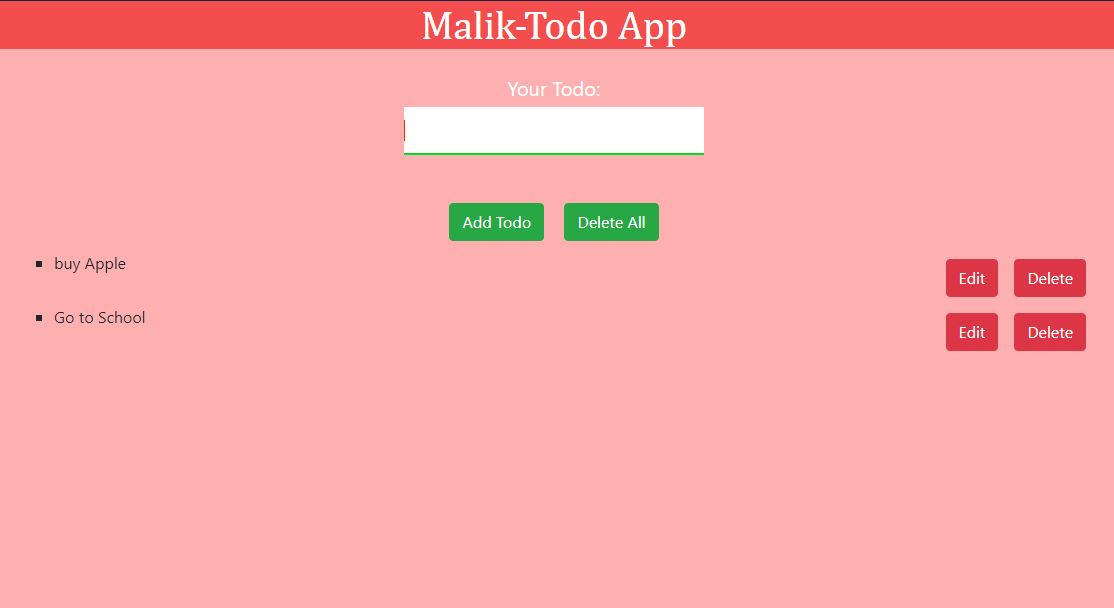 Malik-Todo App
Your Todo:
Add Todo Delete All
buy Apple Edit Delete
Go to School Edit Delete